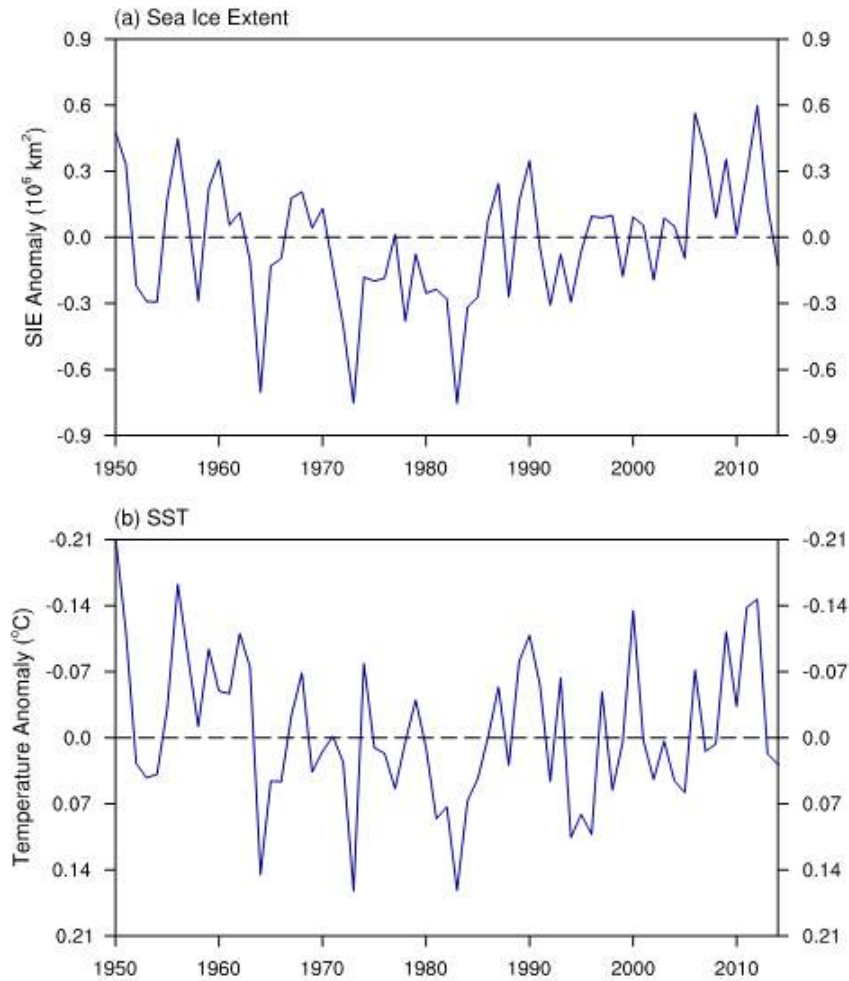 (a) Sea Ice Extent
0.9 0.9
0.6 0.6
0.3 0.3
0.0 0.0
-0.3 -0.3
-0.6 -0.6
-0.9 -0.9
SIE Anomaly (10⁶ km²)
1950 1960 1970 1980 1990 2000 2010
(b) SST
-0.21 -0.21
-0.14 -0.14
-0.07 -0.07
0.0 0.0
0.07 0.07
0.14 0.14
0.21 0.21
Temperature Anomaly (°C)
1950 1960 1970 1980 1990 2000 2010